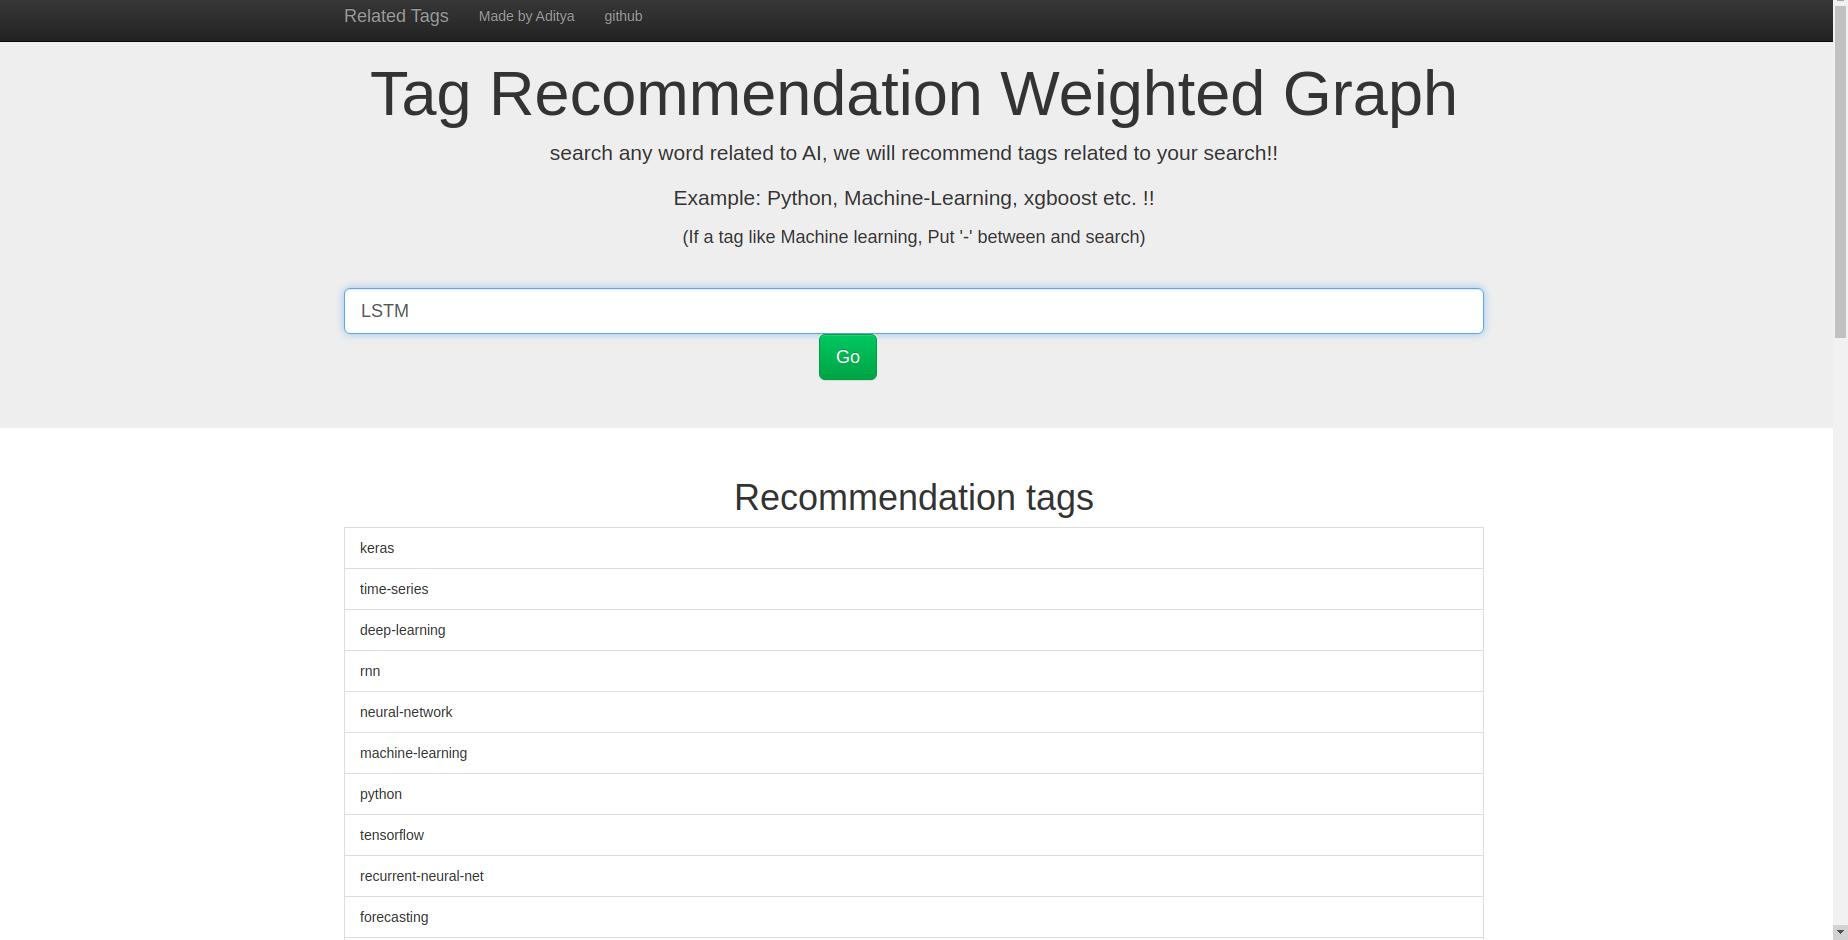 Related Tags Made by Aditya github
Tag Recommendation Weighted Graph
search any word related to AI, we will recommend tags related to your search!!
Example: Python, Machine-Learning, xgboost etc. !!
(If a tag like Machine learning, Put '-' between and search)
LSTM
Go
Recommendation tags
keras
time-series
deep-learning
rnn
neural-network
machine-learning
python
tensorflow
recurrent-neural-net
forecasting